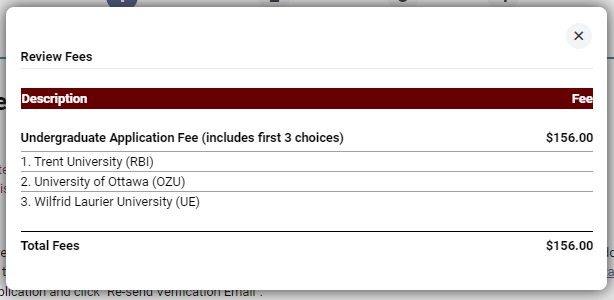 Review Fees
Description Fee
Undergraduate Application Fee (includes first 3 choices) $156.00
1. Trent University (RBI)
2. University of Ottawa (OZU)
3. Wilfrid Laurier University (UE)
Total Fees $156.00
plication and click "Re-send Verification Email".